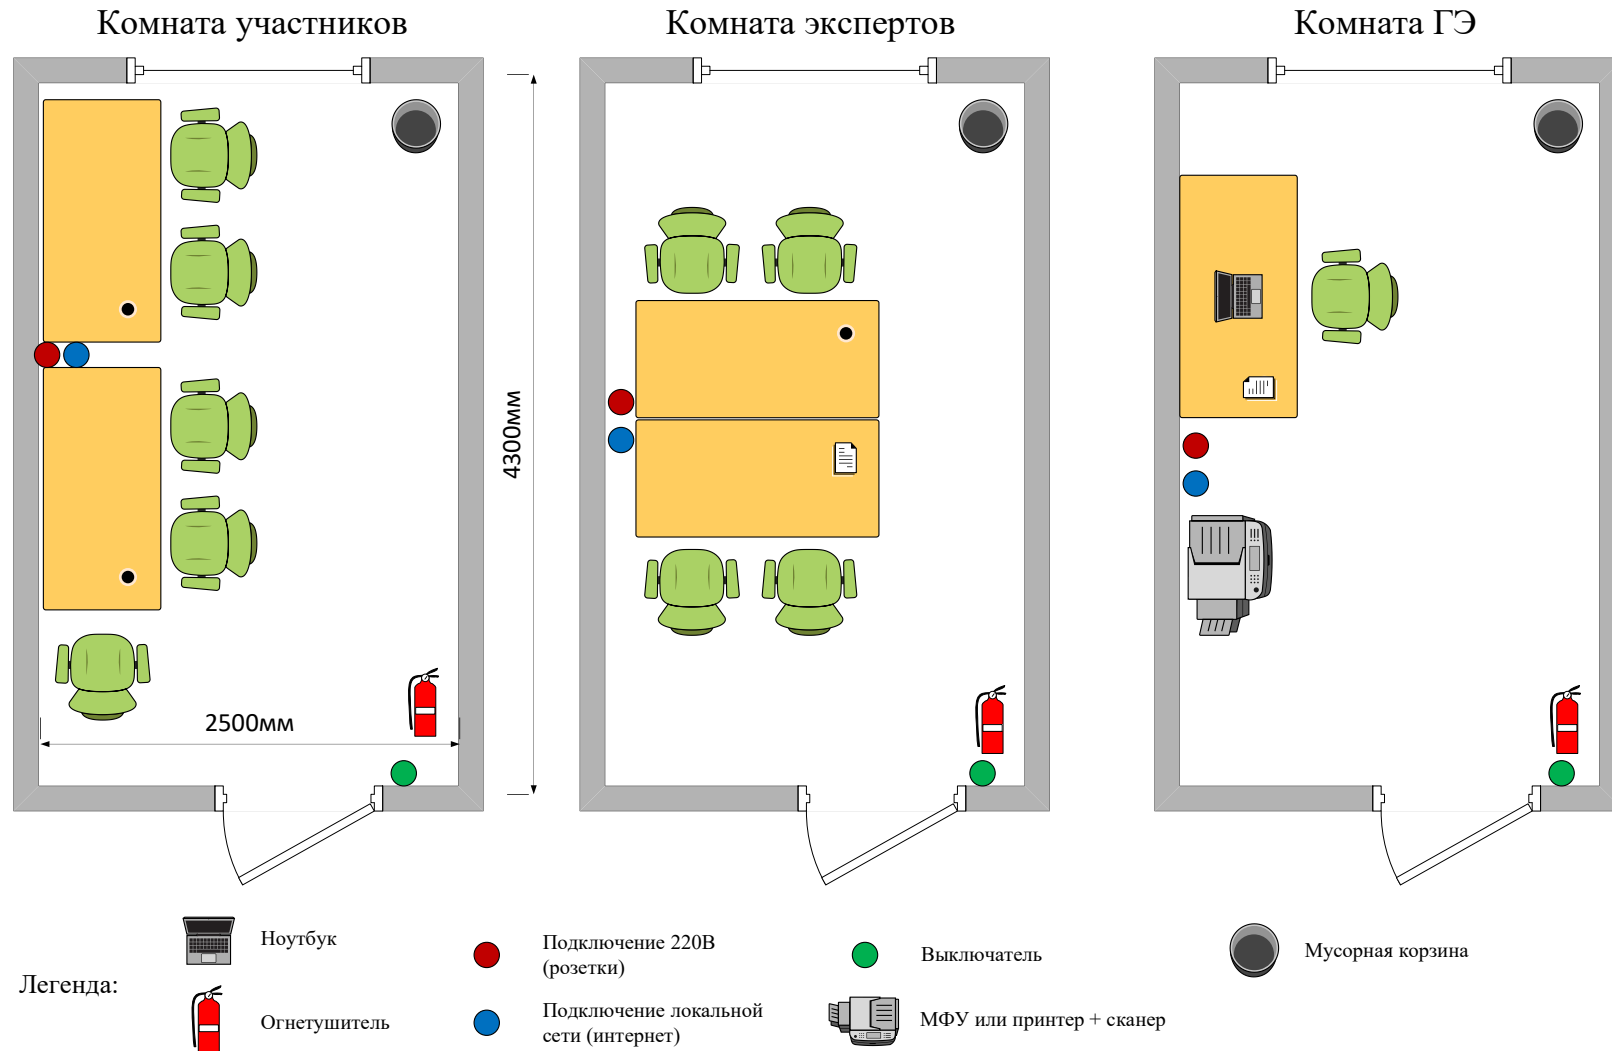 Комната участников
Комната экспертов
Комната ГЭ
4300мм
2500мм
Легенда:
Ноутбук
Огнетушитель
Подключение 220В
(розетки)
Подключение локальной
сети (интернет)
Выключатель
МФУ или принтер + сканер
Мусорная корзина